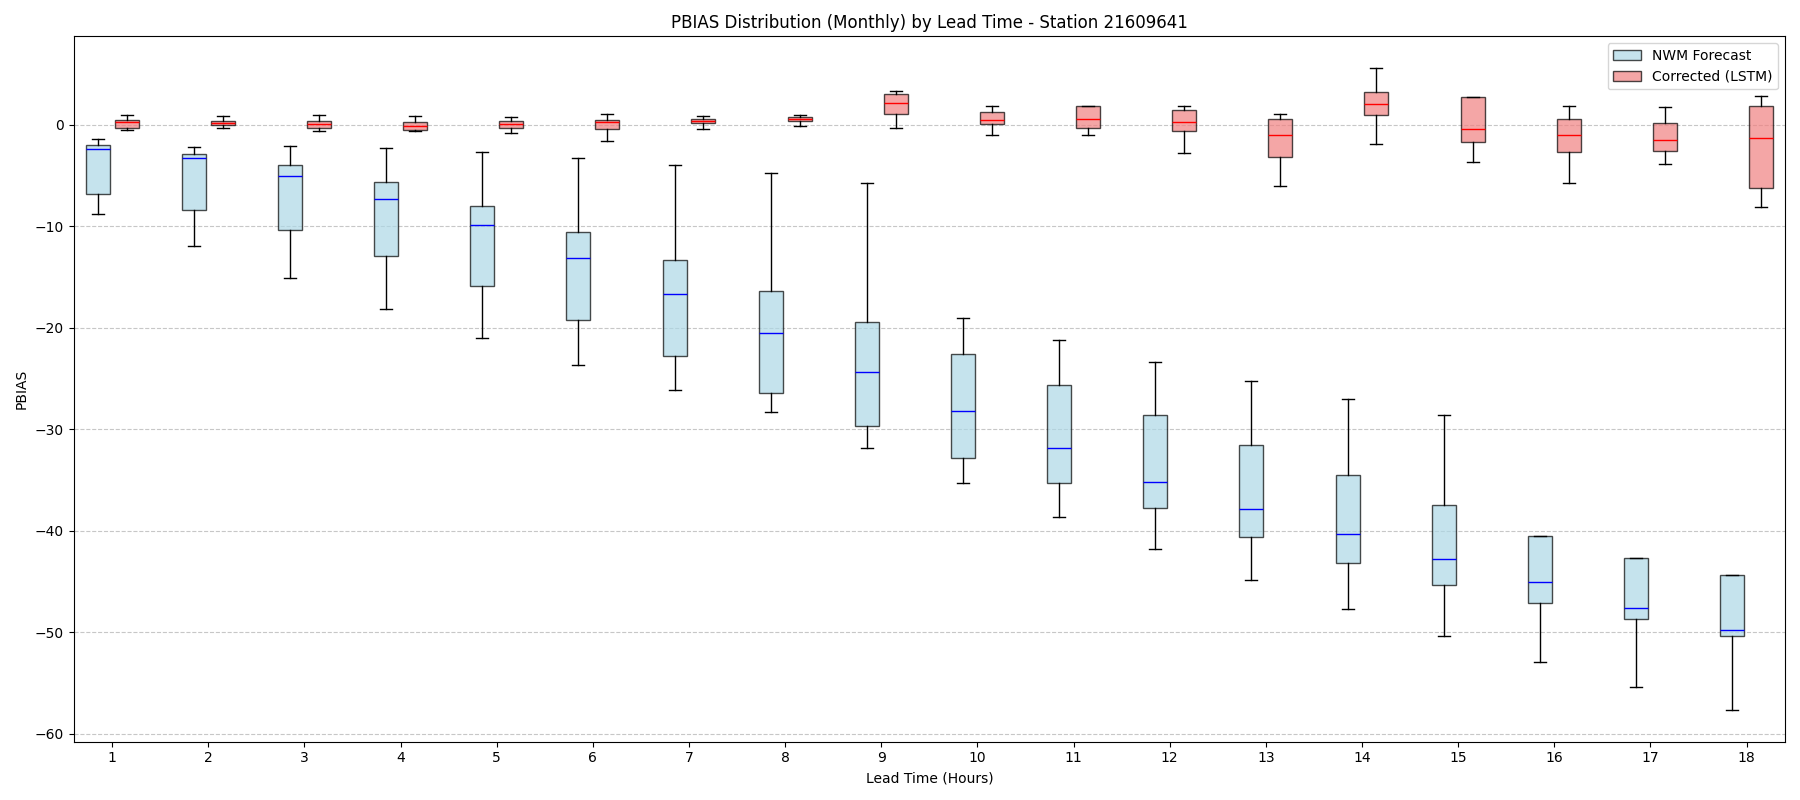 PBIAS Distribution (Monthly) by Lead Time - Station 21609641
NWM Forecast
Corrected (LSTM)
PBIAS
0
−10
−20
−30
−40
−50
−60
1 2 3 4 5 6 7 8 9 10 11 12 13 14 15 16 17 18
Lead Time (Hours)